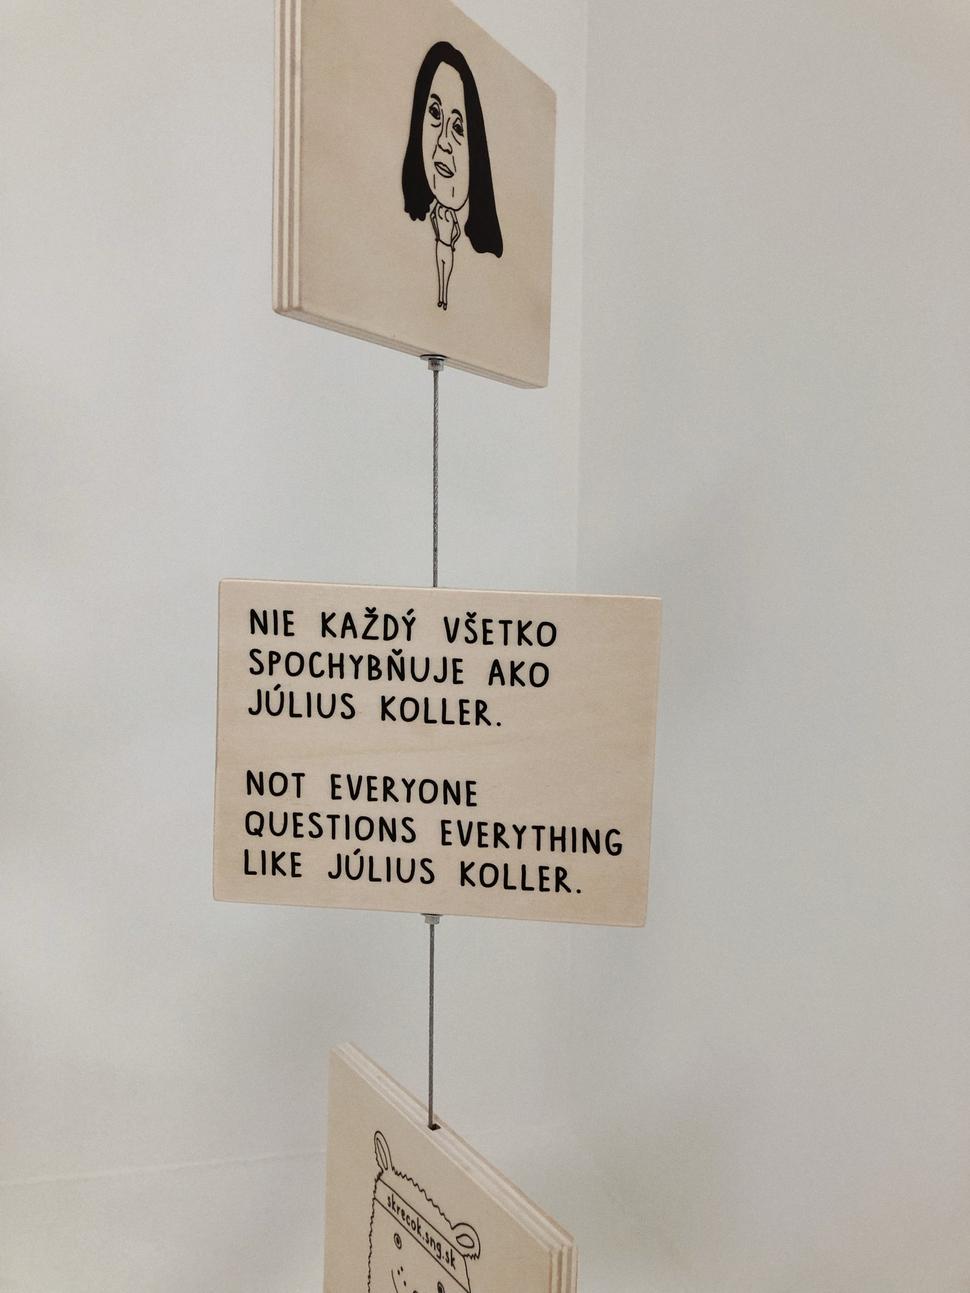 NIE KAŽDÝ VŠETKO
SPOCHYBŇUJE AKO
JÚLIUS KOLLER.
NOT EVERYONE
QUESTIONS EVERYTHING
LIKE JÚLIUS KOLLER.
skrecok.sng.sk